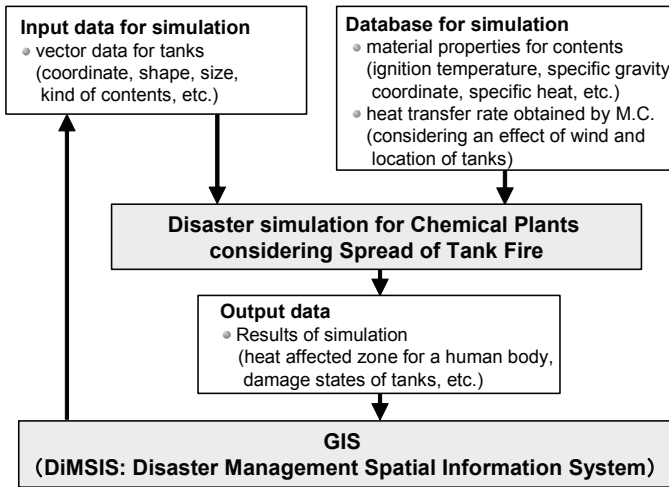 Input data for simulation
vector data for tanks
(coordinate, shape, size,
kind of contents, etc.)
Database for simulation
material properties for contents
(ignition temperature, specific gravity
coordinate, specific heat, etc.)
heat transfer rate obtained by M.C.
(considering an effect of wind and
location of tanks)
Disaster simulation for Chemical Plants
considering Spread of Tank Fire
Output data
Results of simulation
(heat affected zone for a human body,
damage states of tanks, etc.)
GIS
(DiMSIS: Disaster Management Spatial Information System)